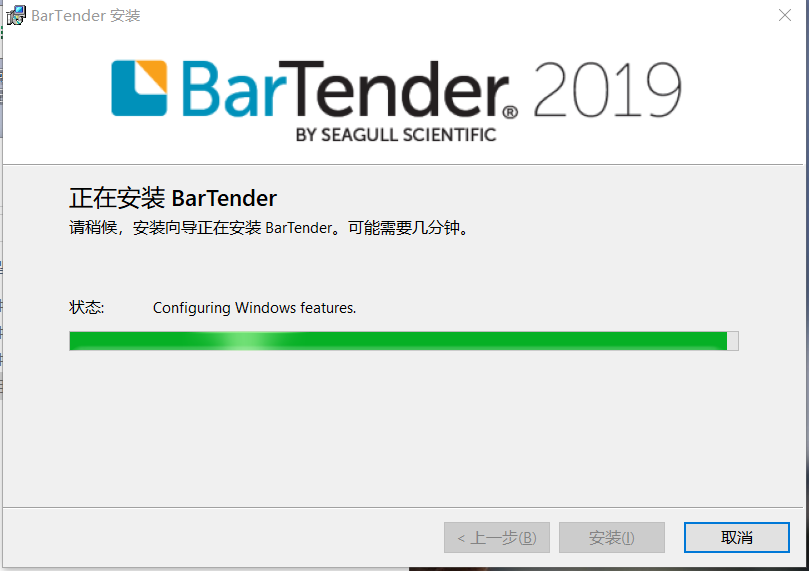 BarTender 安装
BarTender® 2019
BY SEAGULL SCIENTIFIC
正在安装 BarTender
请稍候，安装向导正在安装 BarTender。可能需要几分钟。
状态: Configuring Windows features.
< 上一步(B) 安装(I) 取消